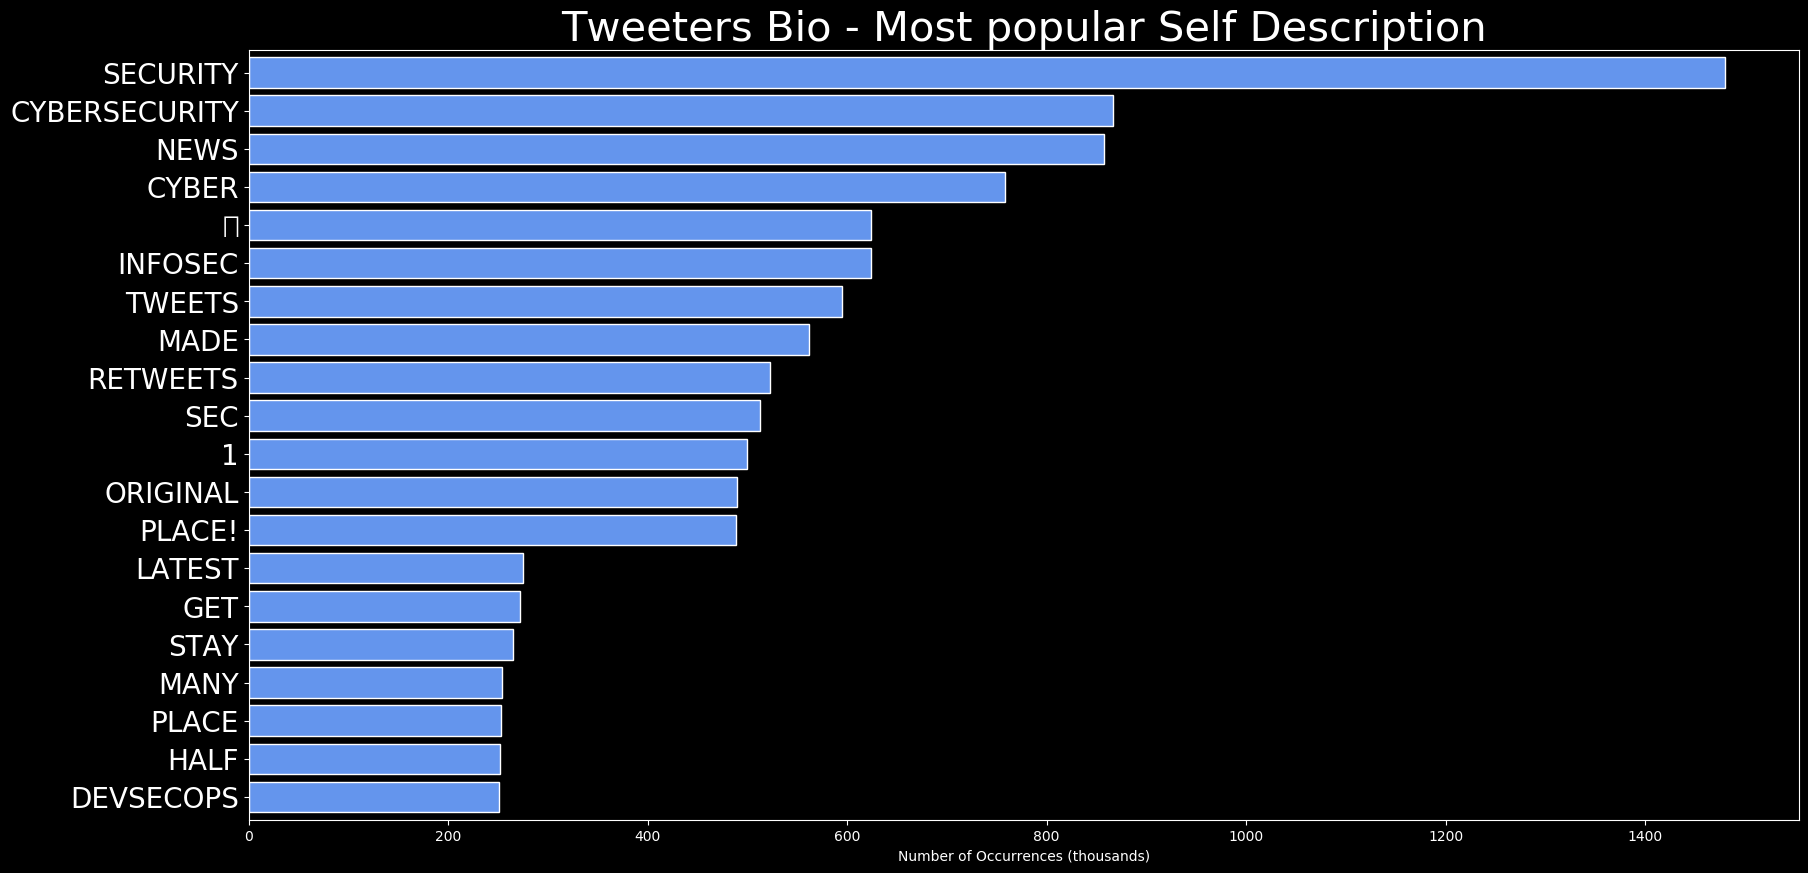 Tweeters Bio - Most popular Self Description
SECURITY
CYBERSECURITY
NEWS
CYBER
INFOSEC
TWEETS
MADE
RETWEETS
SEC
1
ORIGINAL
PLACE!
LATEST
GET
STAY
MANY
PLACE
HALF
DEVSECOPS
0 200 400 600 800 1000 1200 1400
Number of Occurrences (thousands)